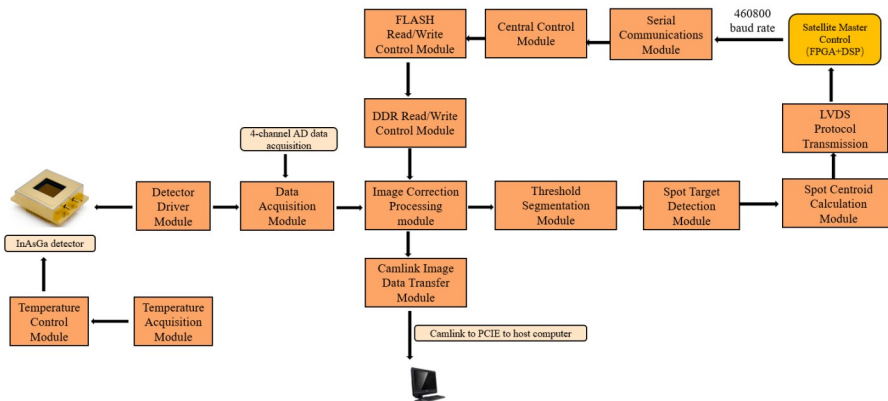 FLASH
Read/Write
Control Module
Central Control
Module
Serial
Communications
Module
460800
baud rate
Satellite Master
Control
(FPGA+DSP)
DDR Read/Write
Control Module
LVDS
Protocol
Transmission
4-channel AD data
acquisition
Detector
Driver
Module
Data
Acquisition
Module
Image Correction
Processing
module
Threshold
Segmentation
Module
Spot Target
Detection
Module
Spot Centroid
Calculation
Module
InAsGa detector
Camlink Image
Data Transfer
Module
Temperature
Control
Module
Temperature
Acquisition
Module
Camlink to PCIE to host computer